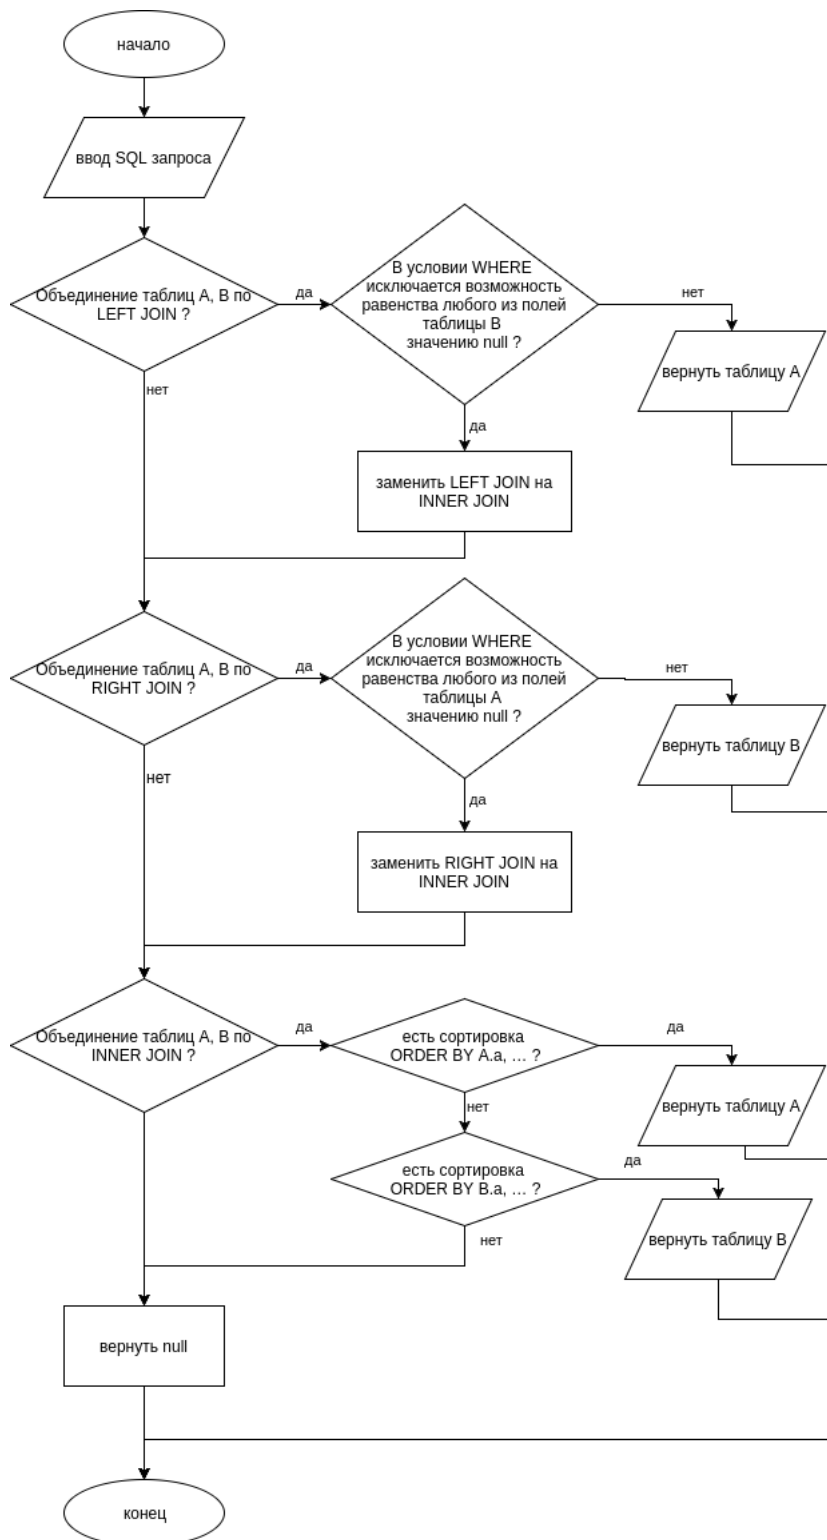 начало
ввод SQL запроса
Объединение таблиц A, B по
LEFT JOIN ?
да
В условии WHERE
исключается возможность
равенства любого из полей
таблицы B
значению null ?
нет
вернуть таблицу A
нет
да
заменить LEFT JOIN на
INNER JOIN
Объединение таблиц A, B по
RIGHT JOIN ?
да
В условии WHERE
исключается возможность
равенства любого из полей
таблицы A
значению null ?
нет
вернуть таблицу B
нет
да
заменить RIGHT JOIN на
INNER JOIN
Объединение таблиц A, B по
INNER JOIN ?
да
есть сортировка
ORDER BY A.a, … ?
да
вернуть таблицу A
нет
есть сортировка
ORDER BY B.a, … ?
да
вернуть таблицу B
нет
вернуть null
конец